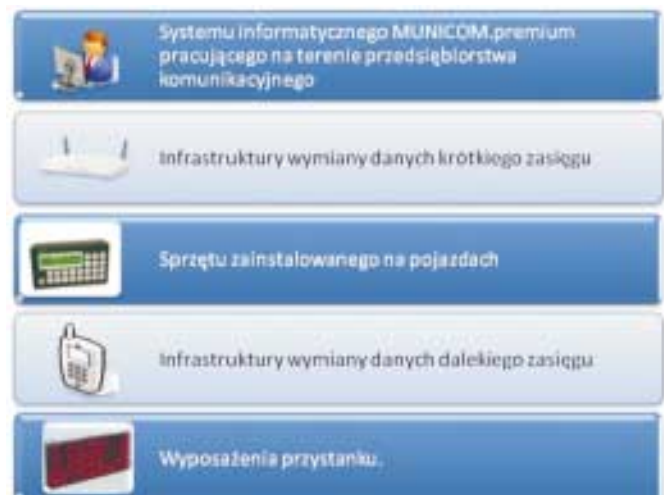 Systemu informatycznego MUNICOM.premium
pracującego na terenie przedsiębiorstwa
komunikacyjnego
Infrastruktury wymiany danych krótkiego zasięgu
Sprzętu zainstalowanego na pojazdach
Infrastruktury wymiany danych dalekiego zasięgu
Wyposażenia przystanku.